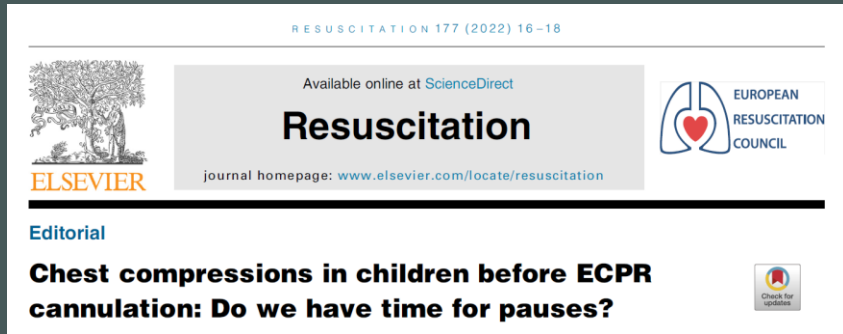 RESUSCITATION 177 (2022) 16–18
Available online at ScienceDirect
Resuscitation
journal homepage: www.elsevier.com/locate/resuscitation
ELSEVIER
EUROPEAN
RESUSCITATION
COUNCIL
Editorial
Chest compressions in children before ECPR
cannulation: Do we have time for pauses?
Check for
updates